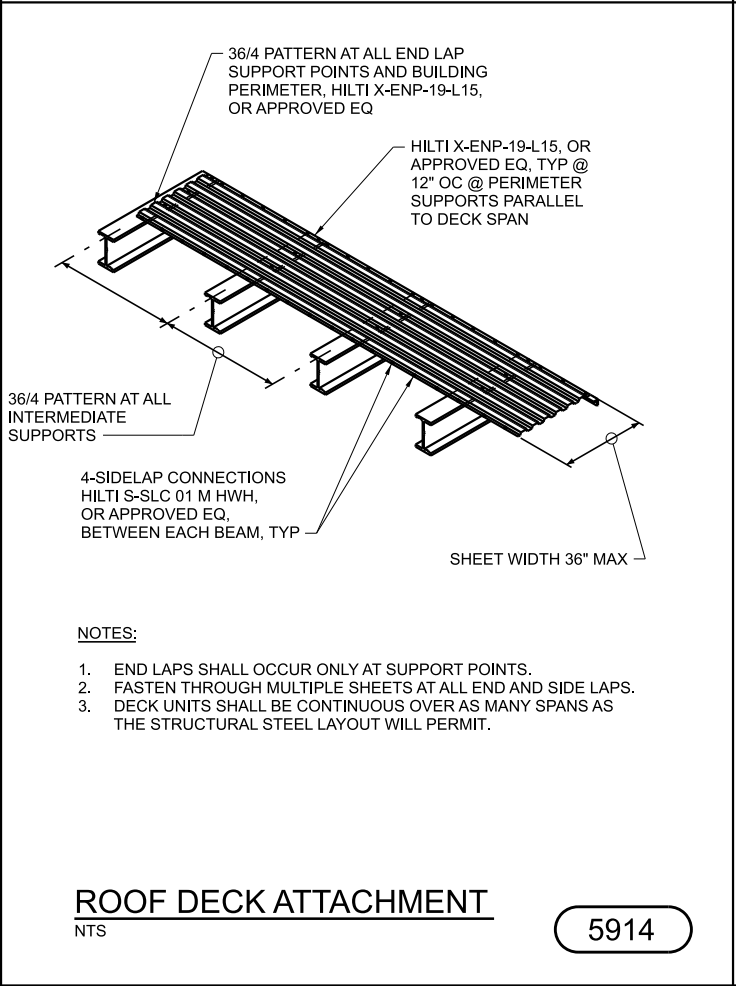 36/4 PATTERN AT ALL END LAP
SUPPORT POINTS AND BUILDING
PERIMETER, HILTI X-ENP-19-L15,
OR APPROVED EQ
HILTI X-ENP-19-L15, OR
APPROVED EQ, TYP @
12" OC @ PERIMETER
SUPPORTS PARALLEL
TO DECK SPAN
36/4 PATTERN AT ALL
INTERMEDIATE
SUPPORTS
4-SIDELAP CONNECTIONS
HILTI S-SLC 01 M HWH,
OR APPROVED EQ,
BETWEEN EACH BEAM, TYP
SHEET WIDTH 36" MAX
NOTES:
1. END LAPS SHALL OCCUR ONLY AT SUPPORT POINTS.
2. FASTEN THROUGH MULTIPLE SHEETS AT ALL END AND SIDE LAPS.
3. DECK UNITS SHALL BE CONTINUOUS OVER AS MANY SPANS AS
THE STRUCTURAL STEEL LAYOUT WILL PERMIT.
ROOF DECK ATTACHMENT
NTS
5914